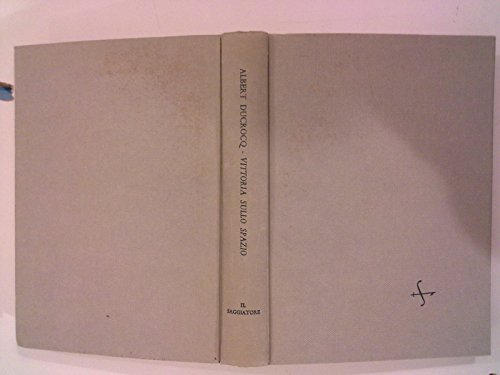 ALBERT DUCROCQ - VITTORIA SULLO SPAZIO
IL
SAGGIATORE